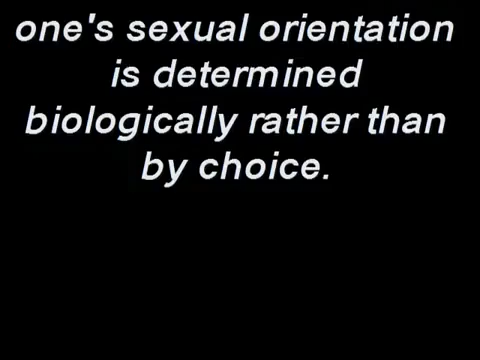 one's sexual orientation
is determined
biologically rather than
by choice.